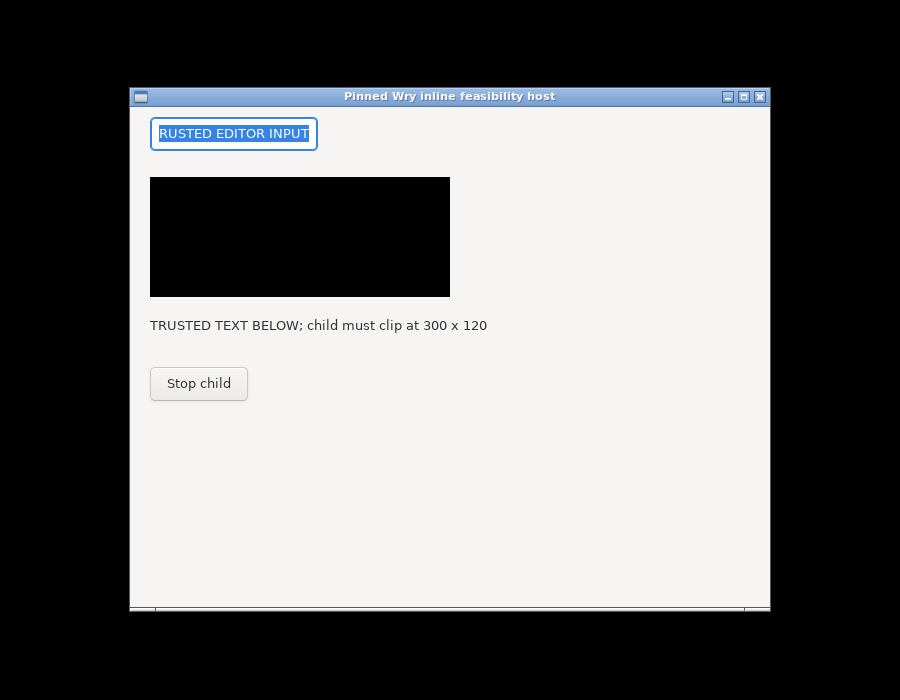 Pinned Wry inline feasibility host
RUSTED EDITOR INPUT
TRUSTED TEXT BELOW; child must clip at 300 x 120
Stop child